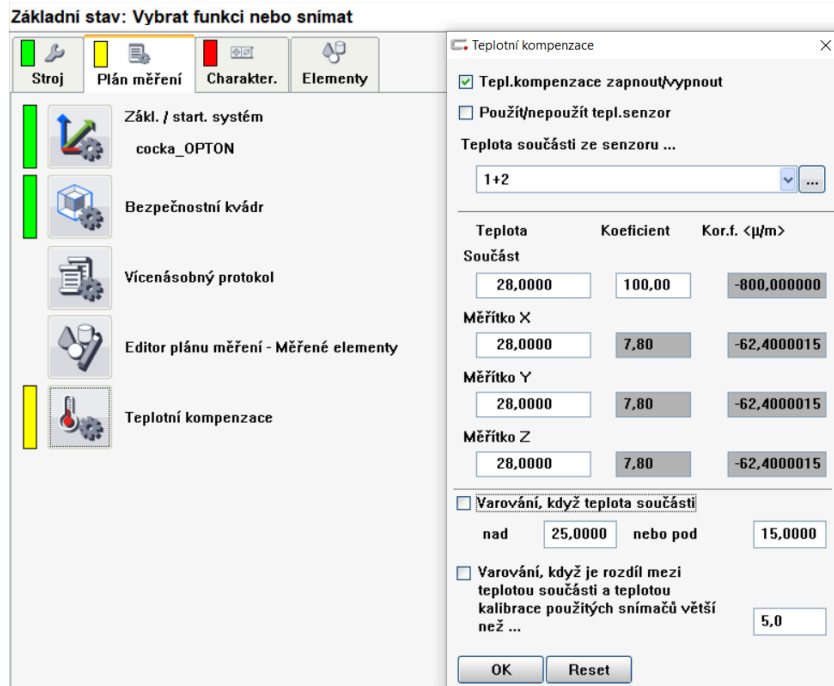 Základní stav: Vybrat funkci nebo snímat
Stroj
Plán měření
Charakter.
Elementy
Zákl. / start. systém
cocka_OPTON
Bezpečnostní kvádr
Vícenásobný protokol
Editor plánu měření - Měřené elementy
Teplotní kompenzace
Teplotní kompenzace
Tepl.kompenzace zapnout/vypnout
Použít/nepoužít tepl.senzor
Teplota součásti ze senzoru ...
1+2
...
Teplota Koeficient Kor.f. <µ/m>
Součást
28,0000 100,00 -800,000000
Měřítko X
28,0000 7,80 -62,4000015
Měřítko Y
28,0000 7,80 -62,4000015
Měřítko Z
28,0000 7,80 -62,4000015
Varování, když teplota součásti
nad 25,0000 nebo pod 15,0000
Varování, když je rozdíl mezi
teplotou součásti a teplotou
kalibrace použitých snímačů větší
než ... 5,0
OK Reset